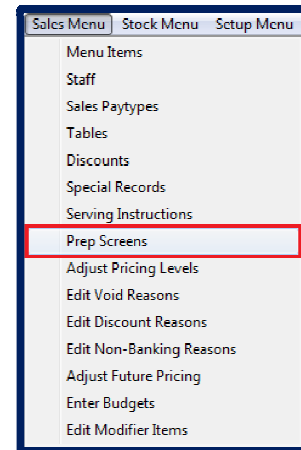 Sales Menu Stock Menu Setup Menu
Menu Items
Staff
Sales Paytypes
Tables
Discounts
Special Records
Serving Instructions
Prep Screens
Adjust Pricing Levels
Edit Void Reasons
Edit Discount Reasons
Edit Non-Banking Reasons
Adjust Future Pricing
Enter Budgets
Edit Modifier Items